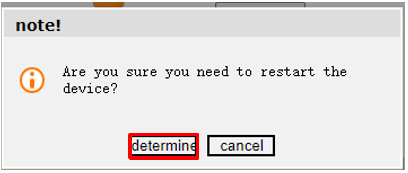 note!
Are you sure you need to restart the
device?
determine
cancel